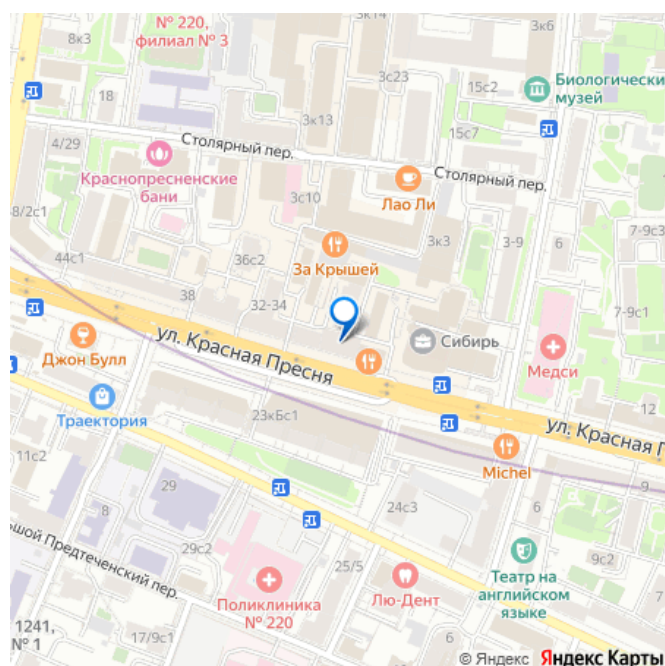 3к14
3к6
№ 220,
филиал № 3
8к3
3с23
15с2
Биологический
музей
18
3к13
15с7
4/29
Столярный пер.
Краснопресненские
бани
Столярный пер.
Лао Ли
3с10
7-9с3
8/2с1
3к3
3-9
6
44с1
36с2
За Крышей
38
32-34
7-9с1
ул. Красная Пресня
Сибирь
Джон Булл
Медси
12
Траектория
23кБс1
ул. Красная П
11с2
Michel
29
9
8
24с3
6
6
29с2
9с2
шой Предтеченский пер.
25/5
Поликлиника
№ 220
Лю-Дент
Театр на
английском
языке
1241,
№ 1
17/9с1
© Яндекс Яндекс Карты